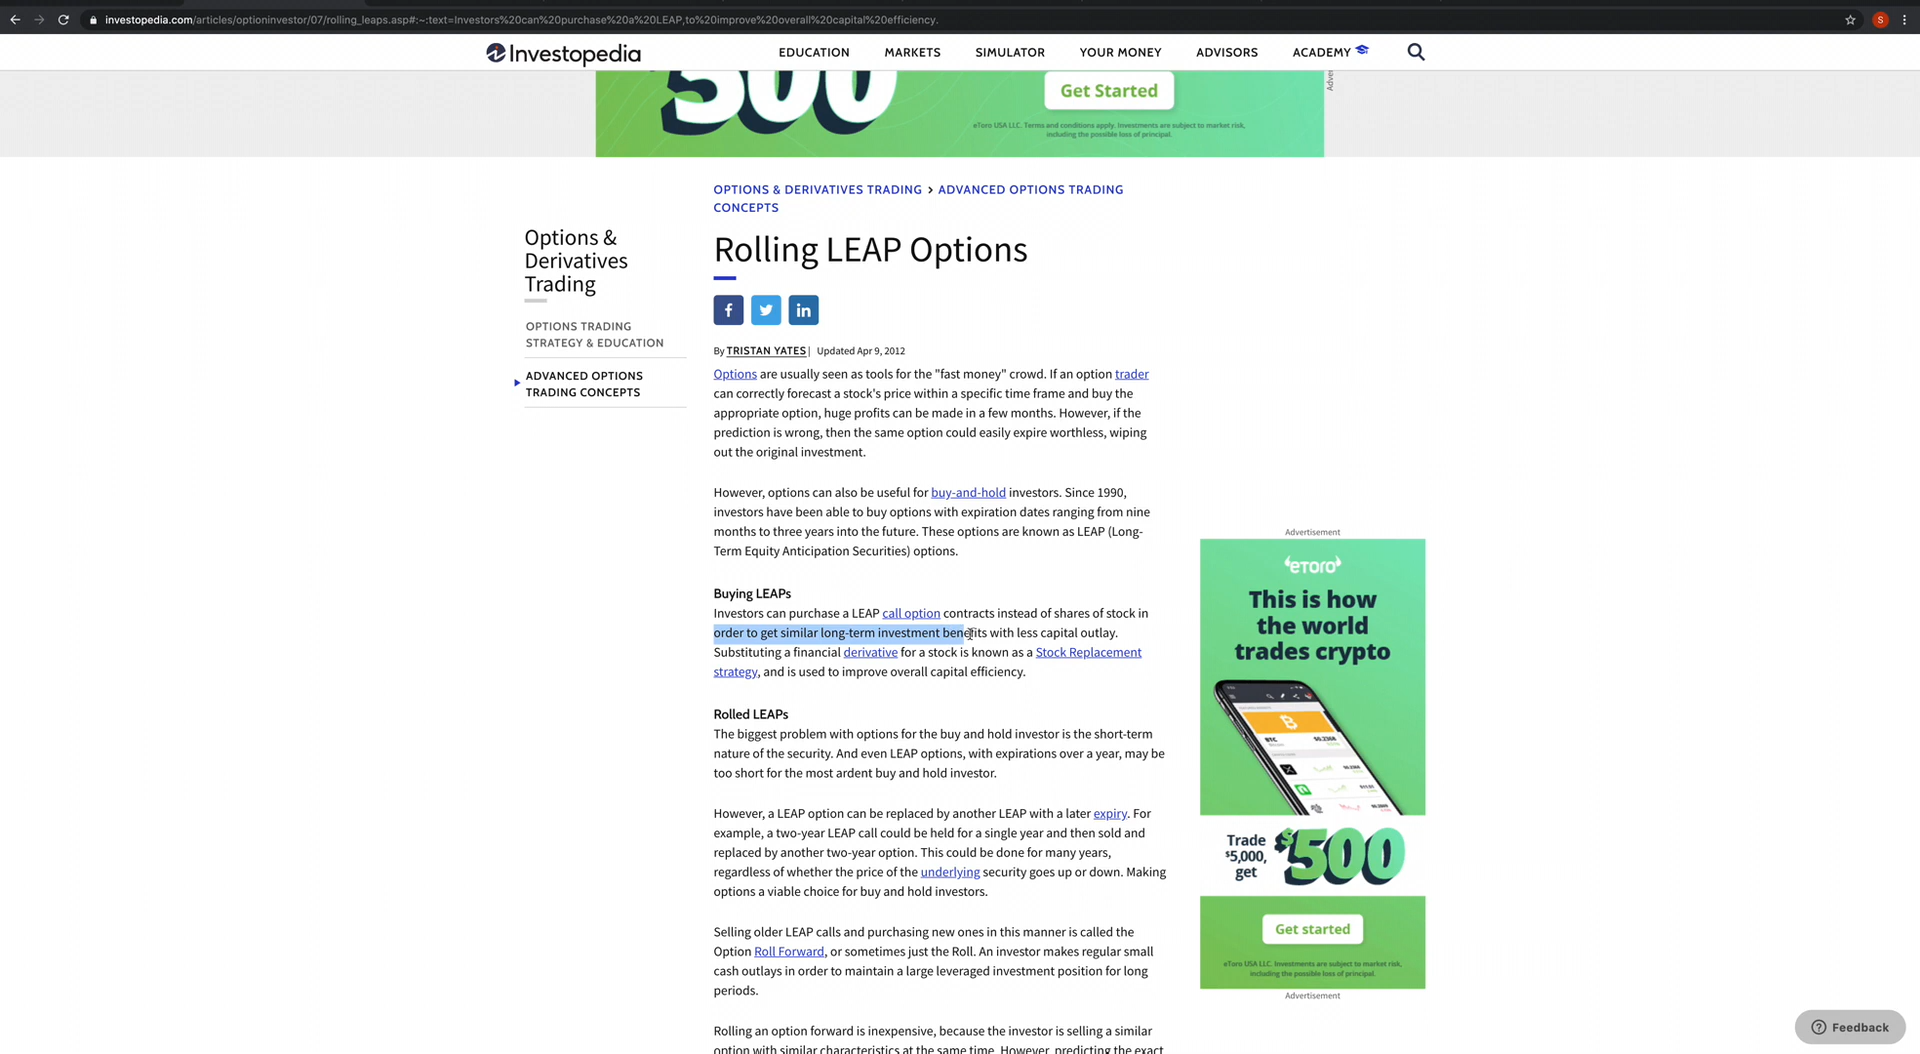 investopedia.com/articles/optioninvestor/07/rolling_leaps.asp#:~:text=Investors%20can%20purchase%20a%20LEAP,to%20improve%20overall%20capital%20efficiency.
S
Investopedia
EDUCATION
MARKETS
SIMULATOR
YOUR MONEY
ADVISORS
ACADEMY
500
Get Started
eToro USA LLC. Terms and conditions apply. Investments are subject to market risk,
including the possible loss of principal.
OPTIONS & DERIVATIVES TRADING > ADVANCED OPTIONS TRADING
CONCEPTS
Options &
Derivatives
Trading
OPTIONS TRADING
STRATEGY & EDUCATION
ADVANCED OPTIONS
TRADING CONCEPTS
Rolling LEAP Options
f
in
By TRISTAN YATES | Updated Apr 9, 2012
Options are usually seen as tools for the "fast money" crowd. If an option trader
can correctly forecast a stock's price within a specific time frame and buy the
appropriate option, huge profits can be made in a few months. However, if the
prediction is wrong, then the same option could easily expire worthless, wiping
out the original investment.
However, options can also be useful for buy-and-hold investors. Since 1990,
investors have been able to buy options with expiration dates ranging from nine
months to three years into the future. These options are known as LEAP (Long-
Term Equity Anticipation Securities) options.
Buying LEAPs
Investors can purchase a LEAP call option contracts instead of shares of stock in
order to get similar long-term investment benefits with less capital outlay.
Substituting a financial derivative for a stock is known as a Stock Replacement
strategy, and is used to improve overall capital efficiency.
Rolled LEAPs
The biggest problem with options for the buy and hold investor is the short-term
nature of the security. And even LEAP options, with expirations over a year, may be
too short for the most ardent buy and hold investor.
However, a LEAP option can be replaced by another LEAP with a later expiry. For
example, a two-year LEAP call could be held for a single year and then sold and
replaced by another two-year option. This could be done for many years,
regardless of whether the price of the underlying security goes up or down. Making
options a viable choice for buy and hold investors.
Selling older LEAP calls and purchasing new ones in this manner is called the
Option Roll Forward, or sometimes just the Roll. An investor makes regular small
cash outlays in order to maintain a large leveraged investment position for long
periods.
Rolling an option forward is inexpensive, because the investor is selling a similar
option with similar characteristics at the same time. However, predicting the exact
Advertisement
eToro
This is how
the world
trades crypto
BTC
Trade
$5,000,
get
$500
Get started
eToro USA LLC. Investments are subject to market risk,
including the possible loss of principal.
Advertisement
Feedback